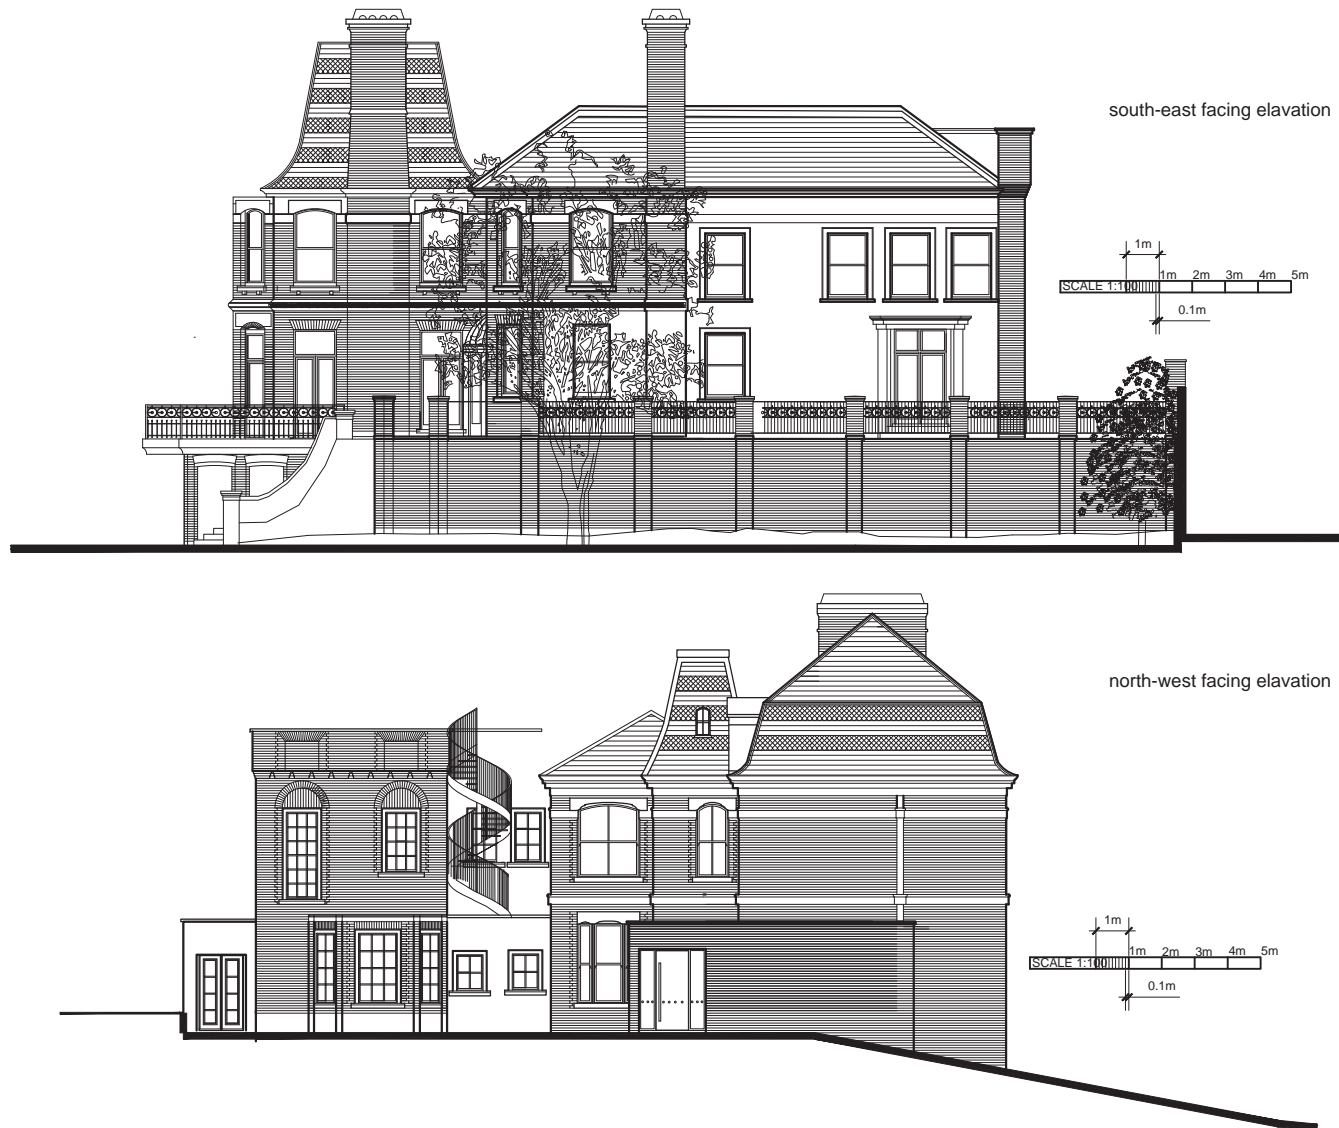 south-east facing elavation
1m
SCALE 1:100 1m 2m 3m 4m 5m
0.1m
north-west facing elavation
1m
SCALE 1:100 1m 2m 3m 4m 5m
0.1m